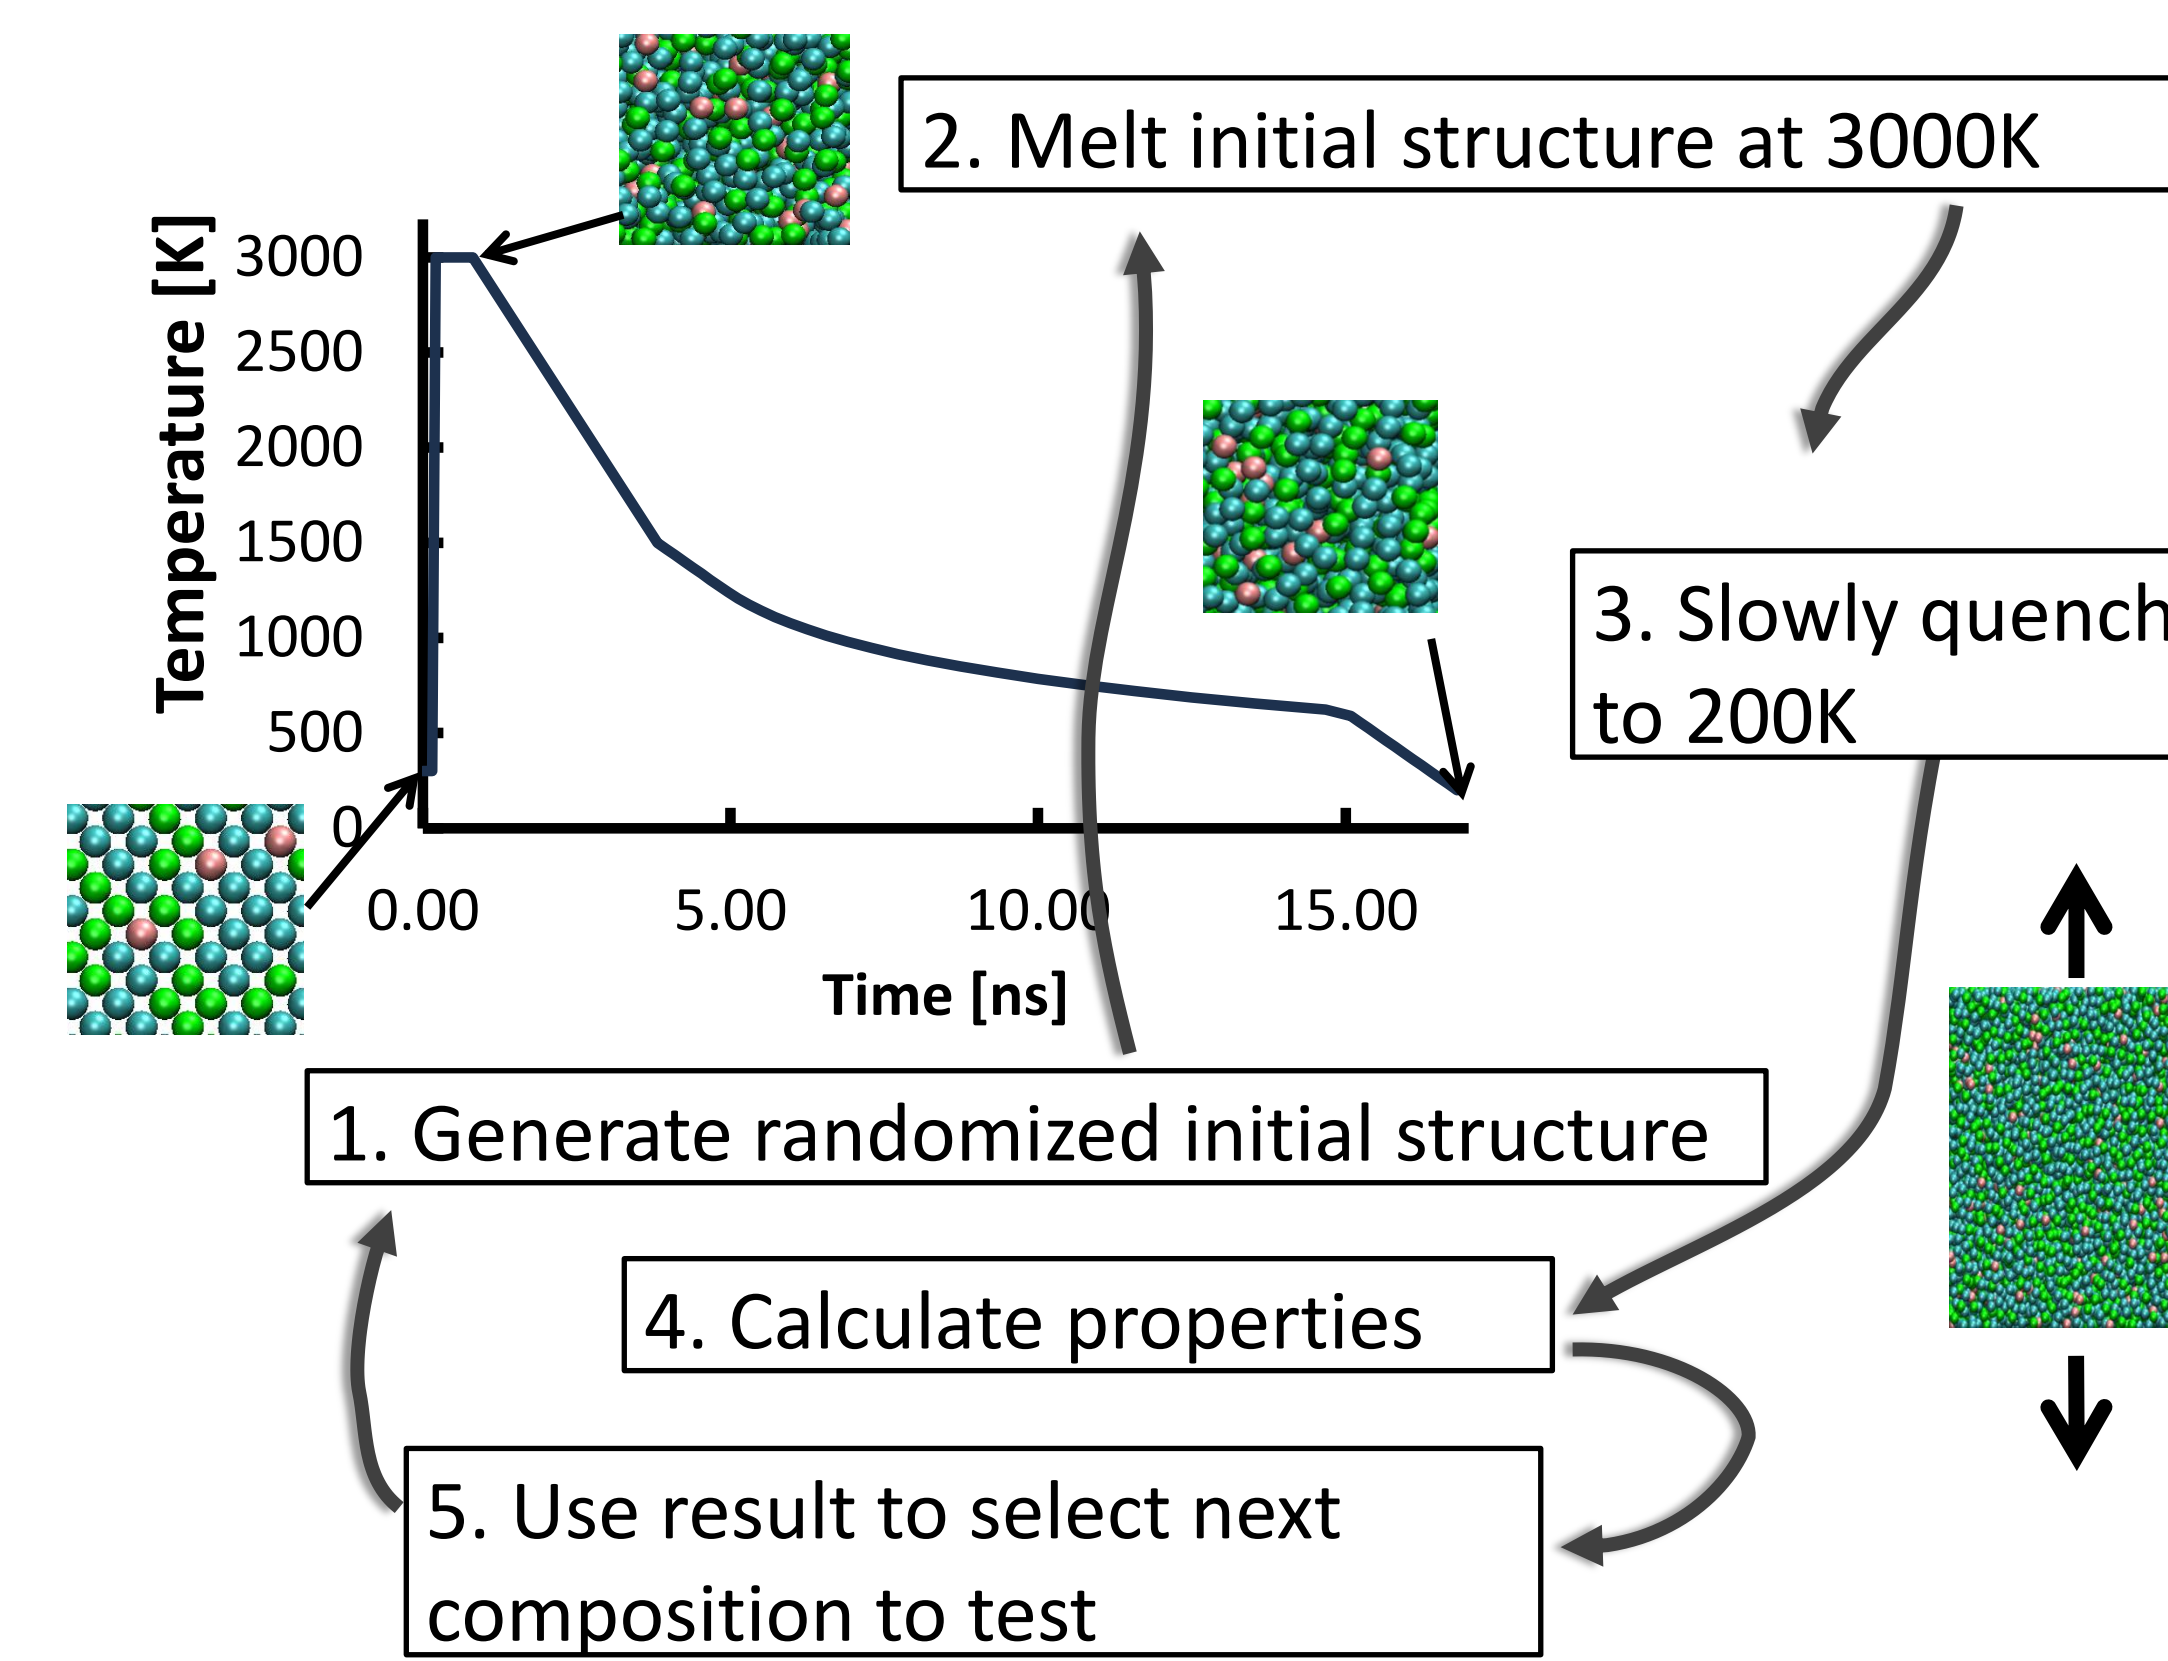 2. Melt initial structure at 3000K
Temperature [K]
3000
2500
2000
1500
1000
500
0
0.00 5.00 10.00 15.00
Time [ns]
3. Slowly quench
to 200K
1. Generate randomized initial structure
4. Calculate properties
5. Use result to select next
composition to test